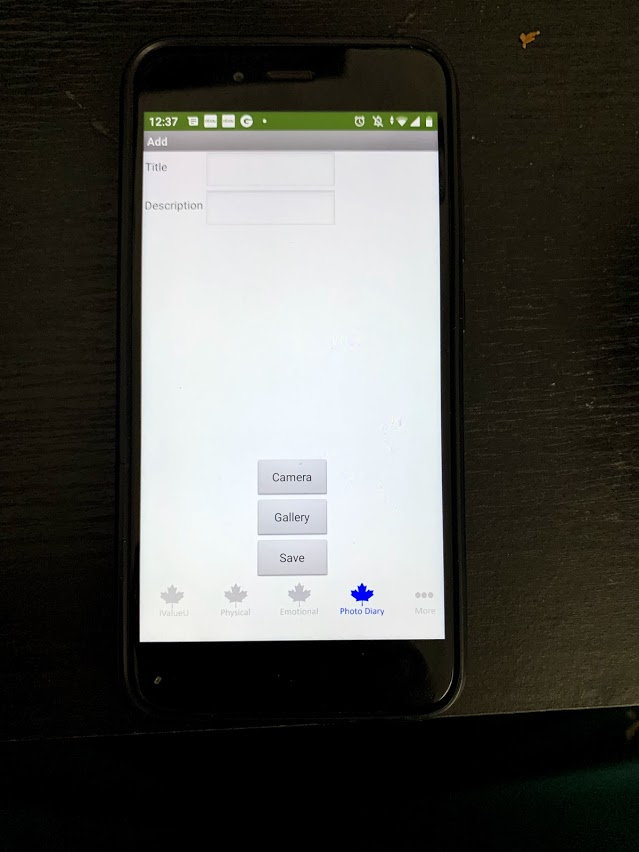 12:37
Add
Title
Description
Camera
Gallery
Save
iValueU Physical Emotional Photo Diary More